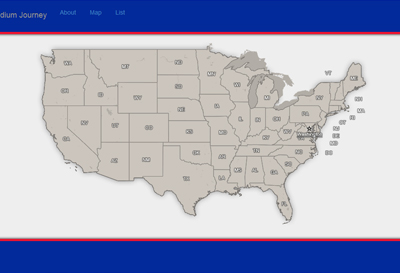 dium Journey About Map List
WA MT ND MN VT ME
OR ID WY SD WI MI NY NH
MA
NE IA RI
NV UT CO IL IN OH PA CT
CA KS MO KY WV NJ
DE
AZ NM OK AR TN NC MD
DC
TX LA MS AL GA SC
FL